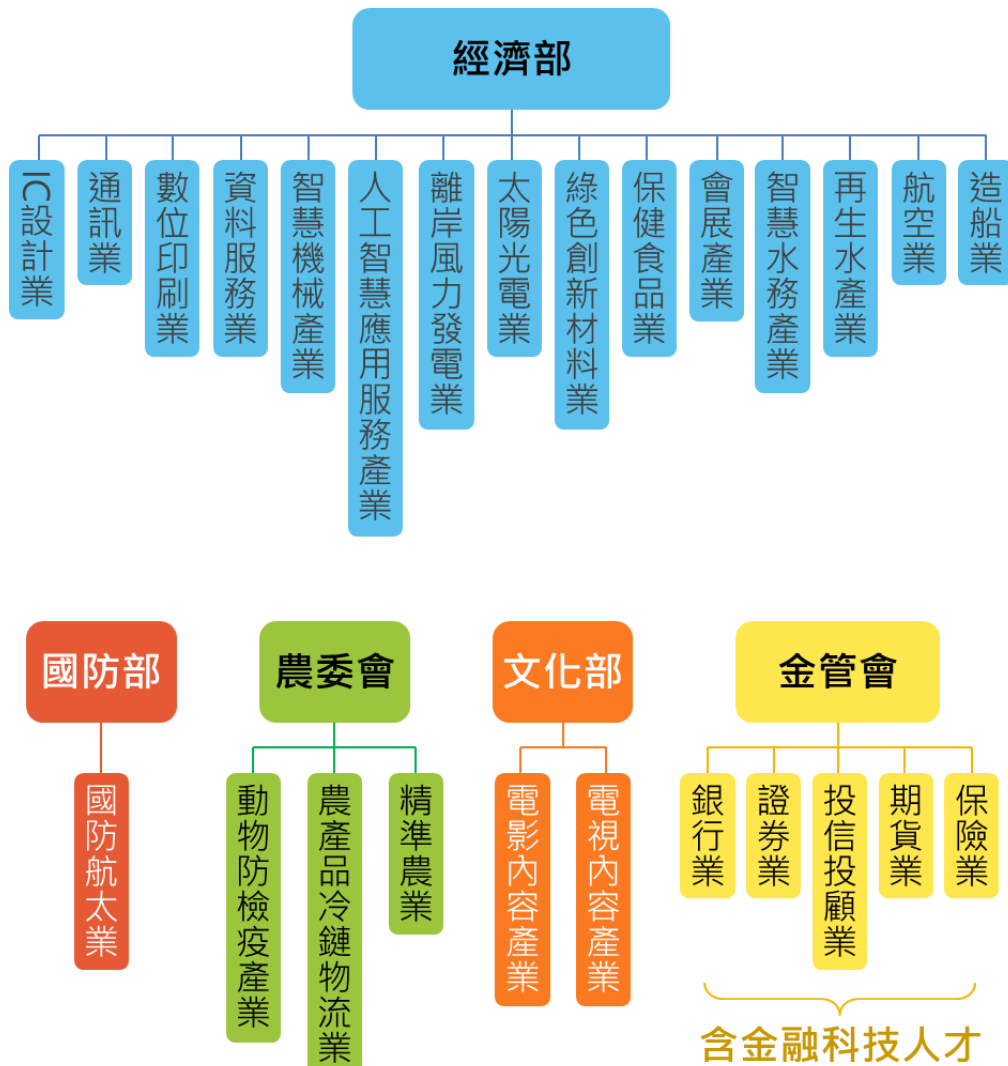 經濟部
IC設計業
通訊業
數位印刷業
資料服務業
智慧機械產業
人工智慧應用服務產業
離岸風力發電業
太陽光電業
綠色創新材料業
保健食品業
會展產業
智慧水務產業
再生水產業
航空業
造船業
國防部
國防航太業
農委會
動物防檢疫產業
農產品冷鏈物流業
精準農業
文化部
電影內容產業
電視內容產業
金管會
銀行業
證券業
投信投顧業
期貨業
保險業
含金融科技人才